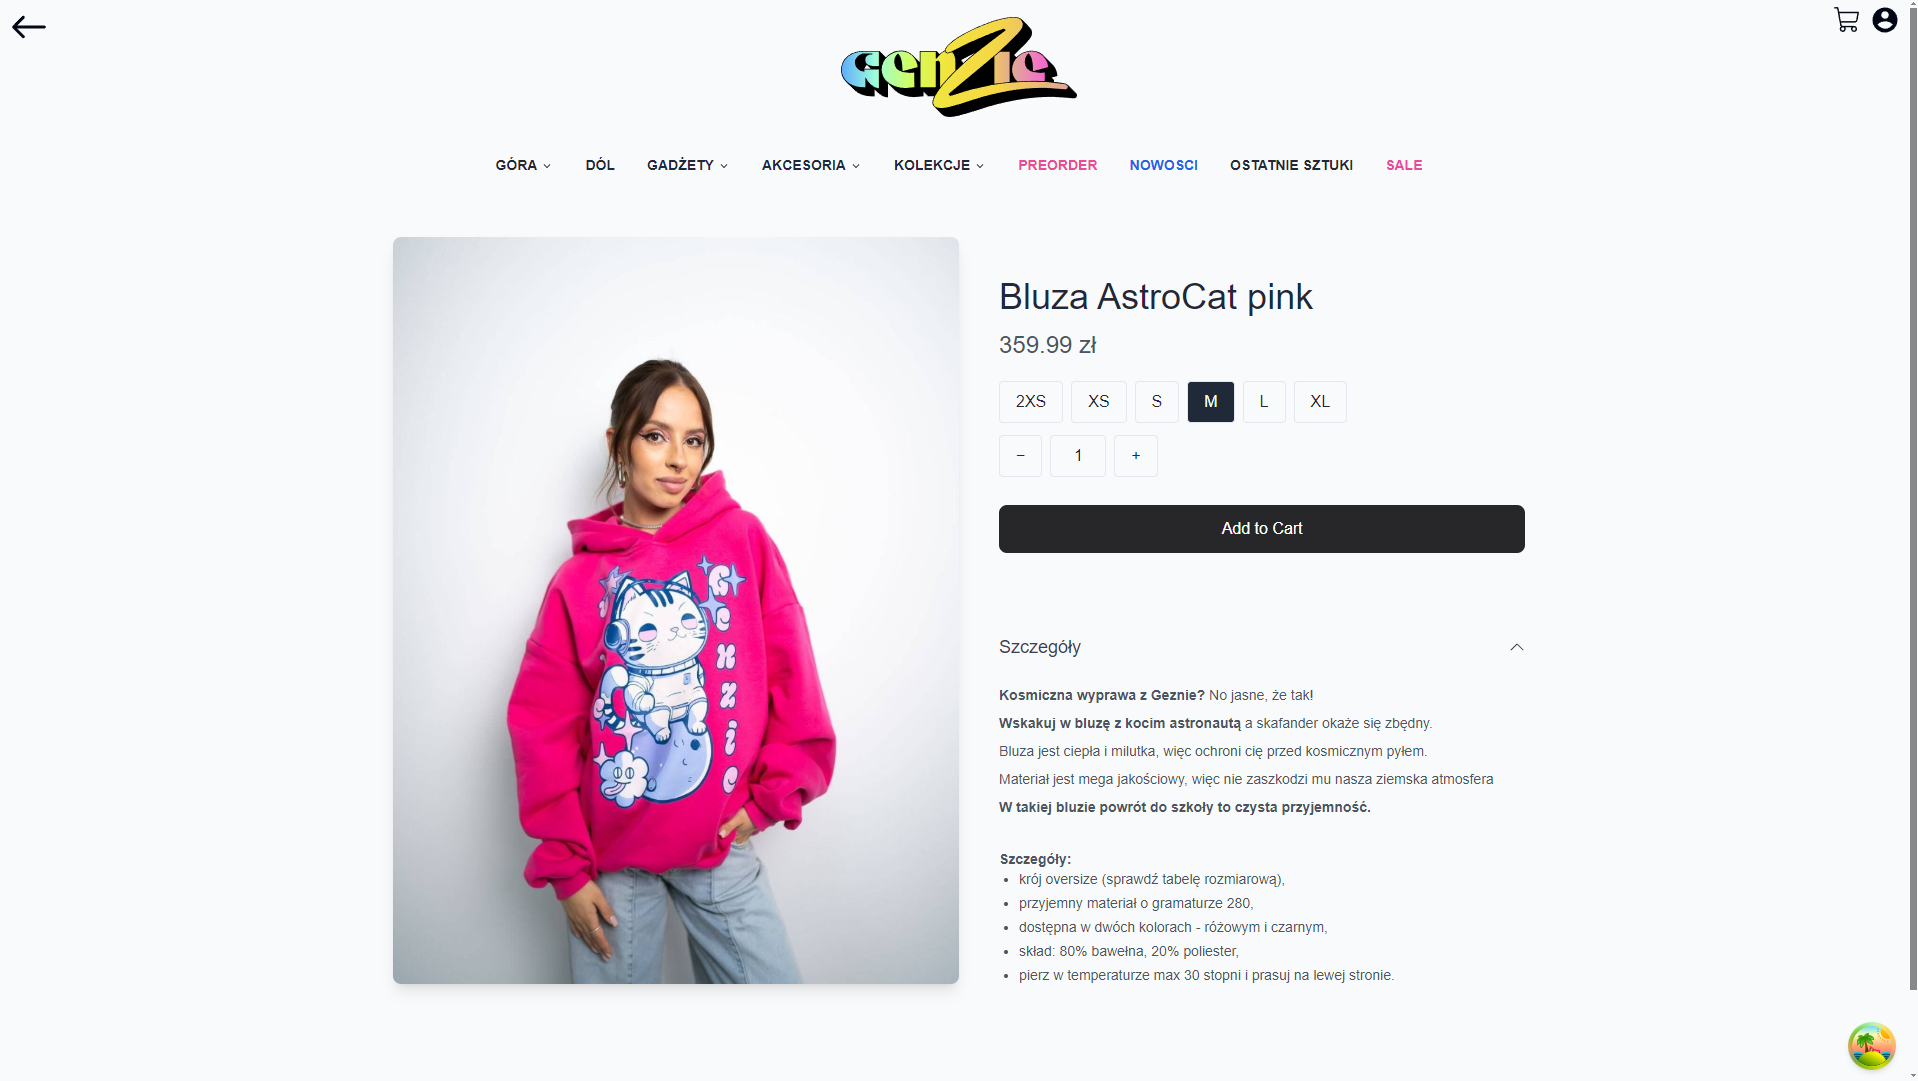 GenZie
GÓRA
DÓL
GADŻETY
AKCESORIA
KOLEKCJE
PREORDER
NOWOSCI
OSTATNIE SZTUKI
SALE
Bluza AstroCat pink
359.99 zł
2XS
XS
S
M
L
XL
−
1
+
Add to Cart
Genzie
Szczegóły
Kosmiczna wyprawa z Geznie? No jasne, że tak!
Wskakuj w bluzę z kocim astronautą a skafander okaże się zbędny.
Bluza jest ciepła i milutka, więc ochroni cię przed kosmicznym pyłem.
Materiał jest mega jakościowy, więc nie zaszkodzi mu nasza ziemska atmosfera
W takiej bluzie powrót do szkoły to czysta przyjemność.
Szczegóły:
krój oversize (sprawdź tabelę rozmiarową),
przyjemny materiał o gramaturze 280,
dostępna w dwóch kolorach - różowym i czarnym,
skład: 80% bawełna, 20% poliester,
pierz w temperaturze max 30 stopni i prasuj na lewej stronie.